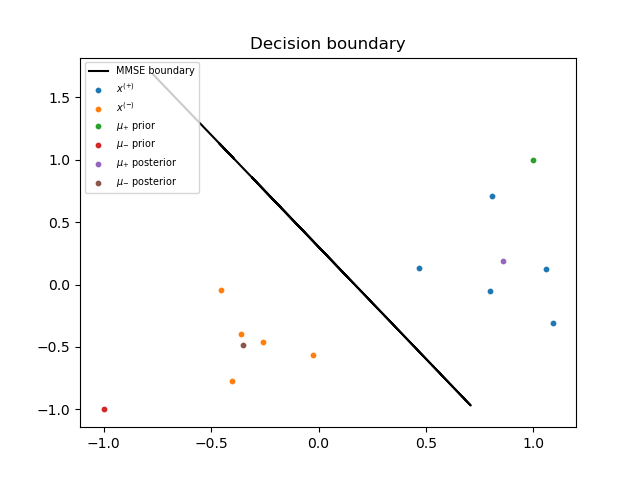 Decision boundary
MMSE boundary
x⁽⁺⁾
x⁽⁻⁾
μ₊ prior
μ₋ prior
μ₊ posterior
μ₋ posterior
1.5
1.0
0.5
0.0
−0.5
−1.0
−1.0 −0.5 0.0 0.5 1.0